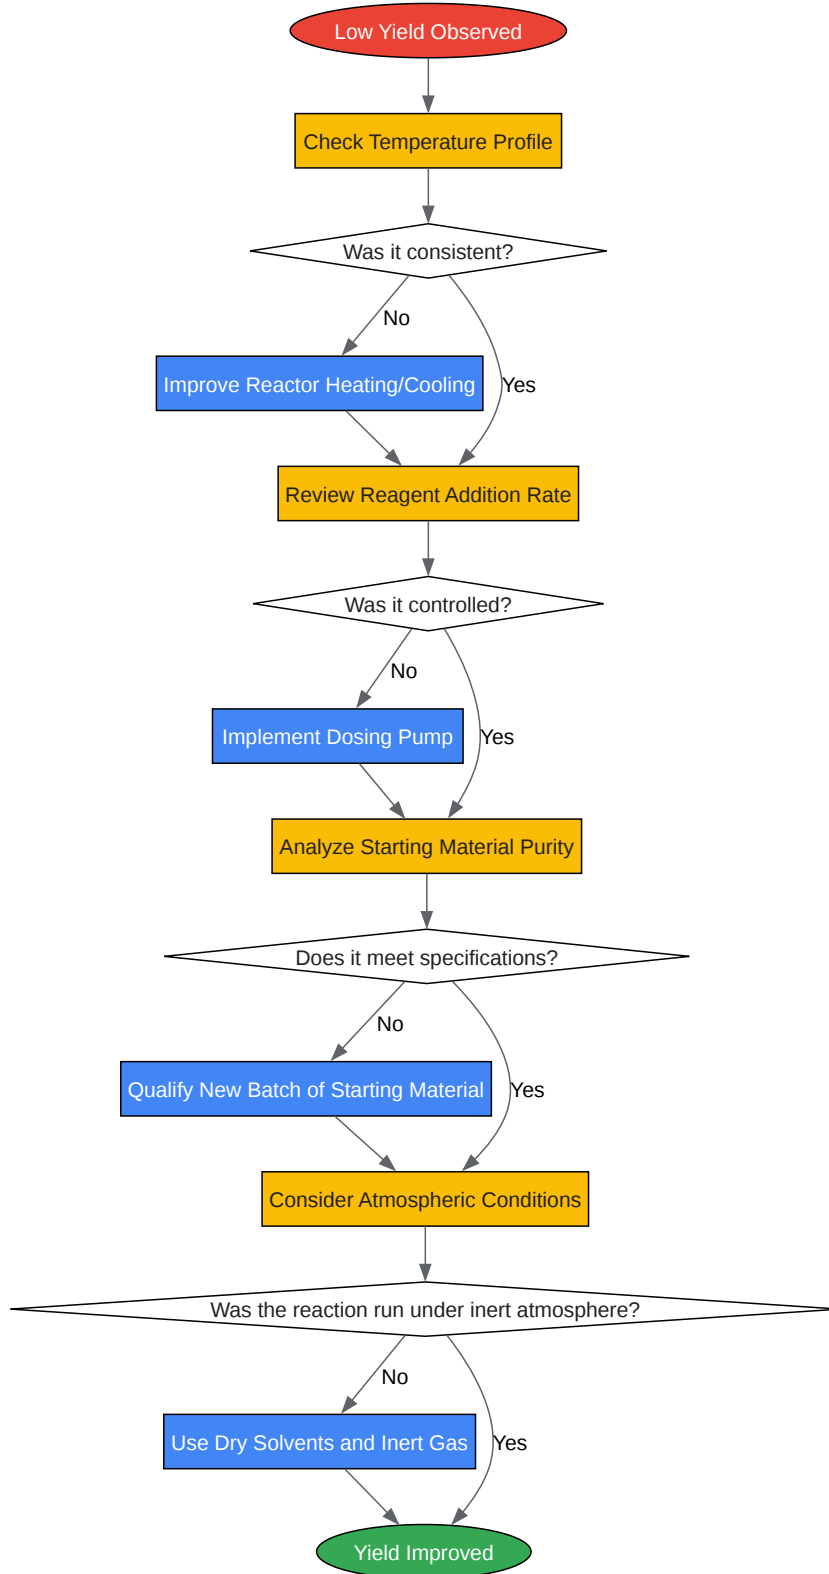 Low Yield Observed
Check Temperature Profile
Was it consistent?
No
Improve Reactor Heating/Cooling
Yes
Review Reagent Addition Rate
Was it controlled?
No
Implement Dosing Pump
Yes
Analyze Starting Material Purity
Does it meet specifications?
No
Qualify New Batch of Starting Material
Yes
Consider Atmospheric Conditions
Was the reaction run under inert atmosphere?
No
Use Dry Solvents and Inert Gas
Yes
Yield Improved